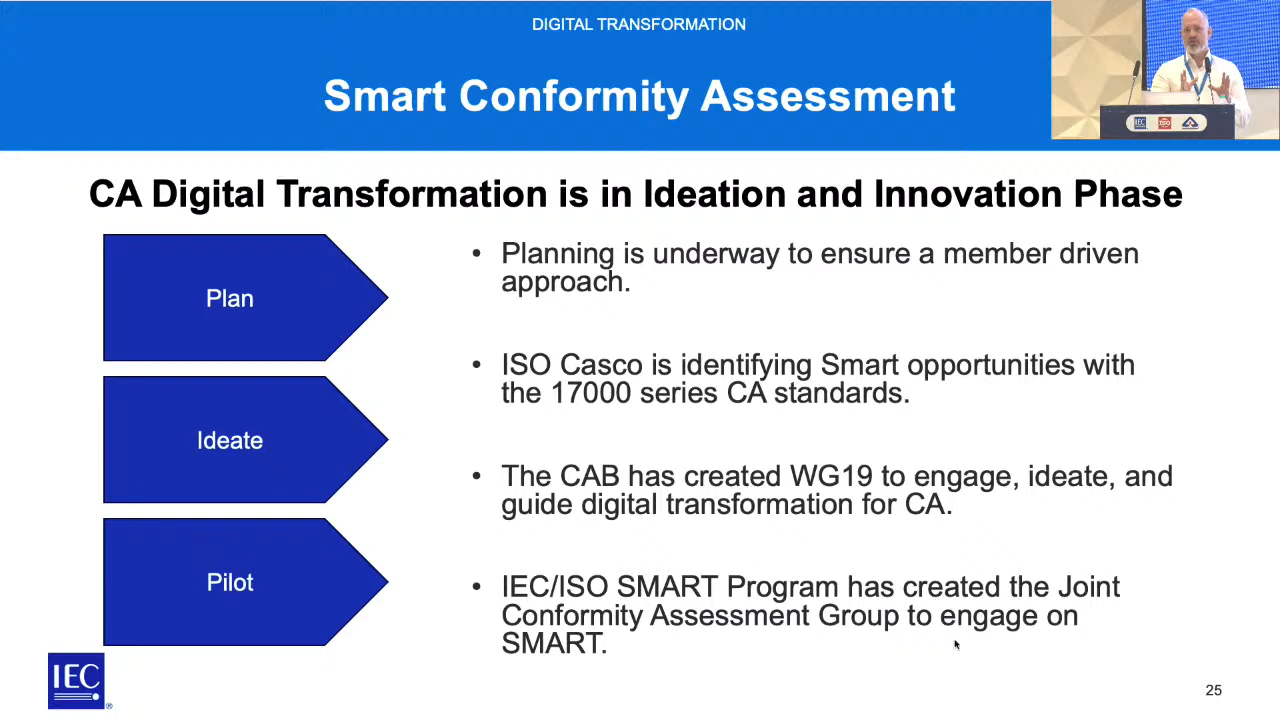 DIGITAL TRANSFORMATION
Smart Conformity Assessment
IEC
ISO
CA Digital Transformation is in Ideation and Innovation Phase
Plan
Ideate
Pilot
• Planning is underway to ensure a member driven
approach.
• ISO Casco is identifying Smart opportunities with
the 17000 series CA standards.
• The CAB has created WG19 to engage, ideate, and
guide digital transformation for CA.
• IEC/ISO SMART Program has created the Joint
Conformity Assessment Group to engage on
SMART.
IEC
®
25